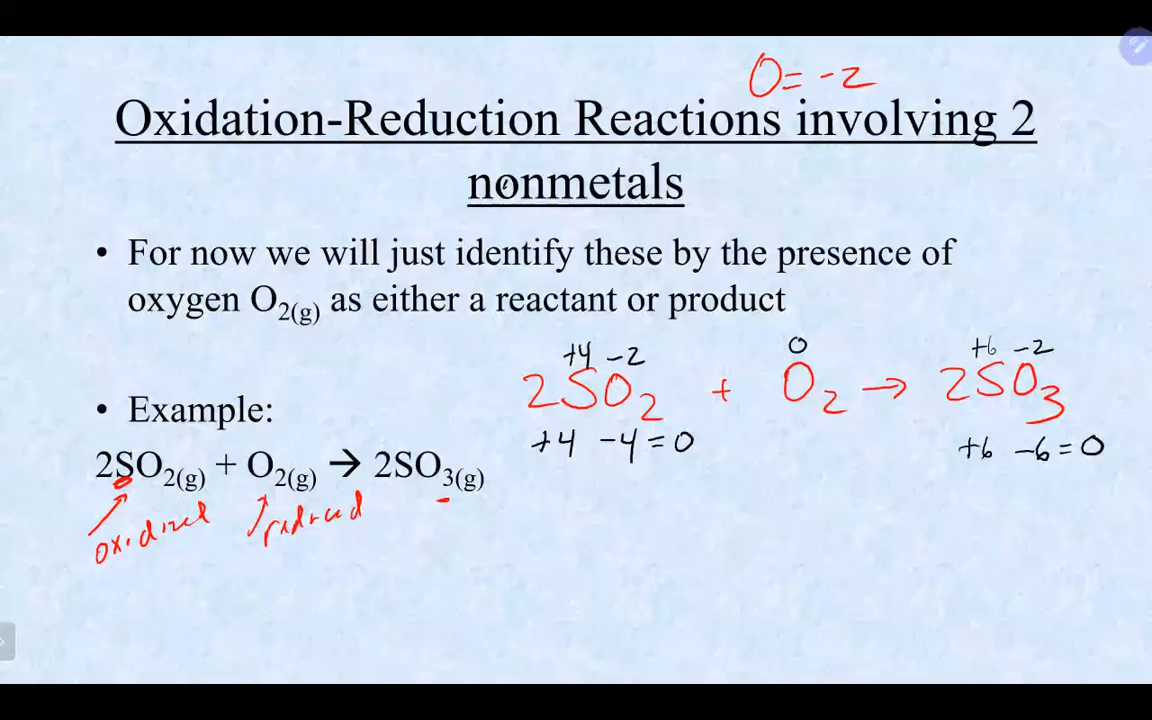 O = -2
Oxidation-Reduction Reactions involving 2
nonmetals
• For now we will just identify these by the presence of
oxygen O₂₍g₎ as either a reactant or product
+4 -2 0 +6 -2
2SO₂ + O₂ → 2SO₃
+4 -4 = 0 +6 -6 = 0
• Example:
2SO₂₍g₎ + O₂₍g₎ → 2SO₃₍g₎
oxidized reduced